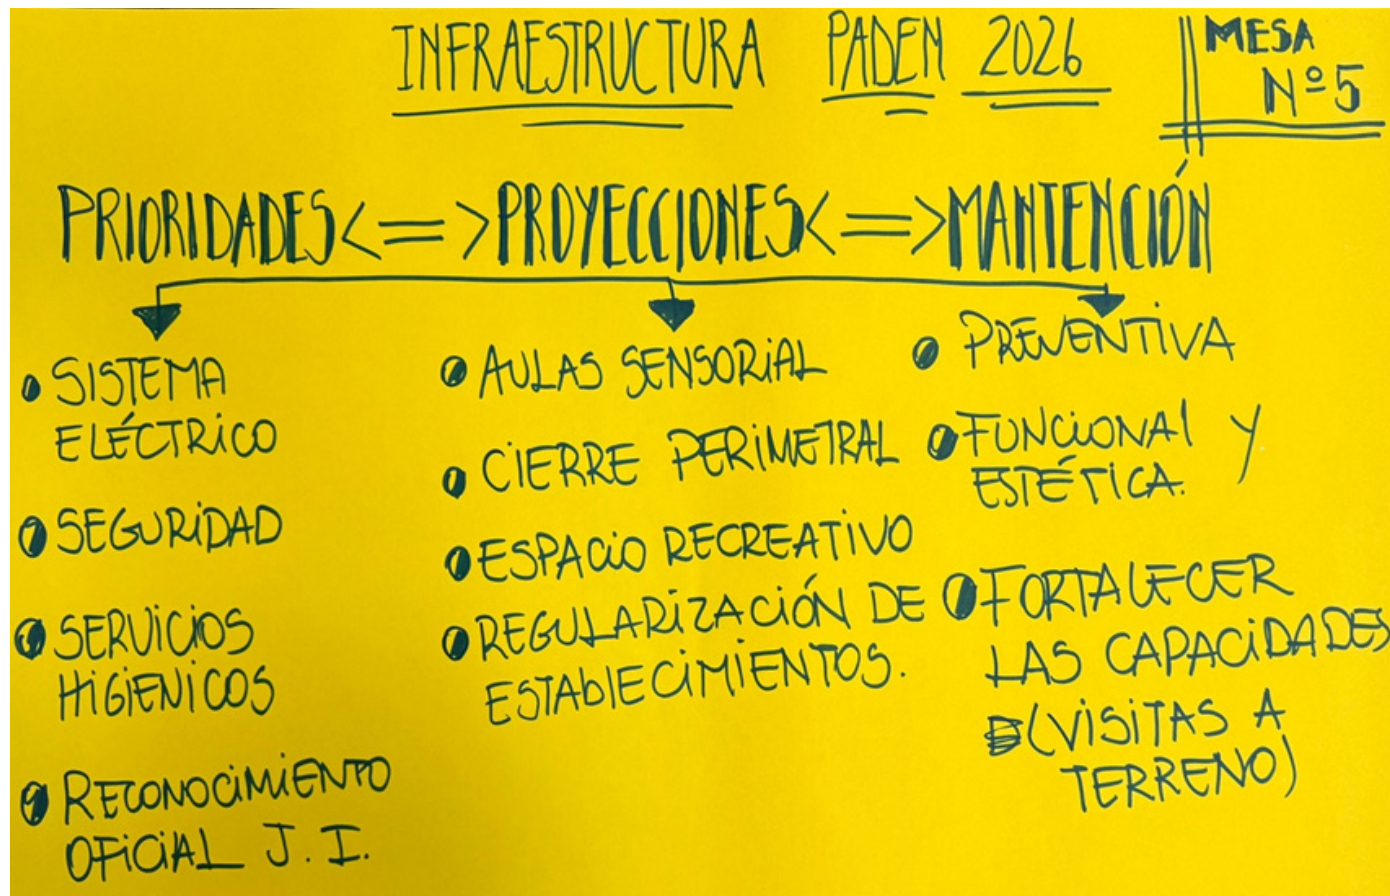 INFRAESTRUCTURA PADEM 2026
MESA
Nº5
PRIORIDADES<=>PROYECCIONES<=>MANTENCIÓN
• SISTEMA
ELÉCTRICO
• SEGURIDAD
• SERVICIOS
HIGIENICOS
• RECONOCIMIENTO
OFICIAL J. I.
• AULAS SENSORIAL
• CIERRE PERIMETRAL
• ESPACIO RECREATIVO
• REGULARIZACIÓN DE
ESTABLECIMIENTOS.
• PREVENTIVA
• FUNCIONAL Y
ESTÉTICA.
• FORTALECER
LAS CAPACIDADES
(VISITAS A
TERRENO)